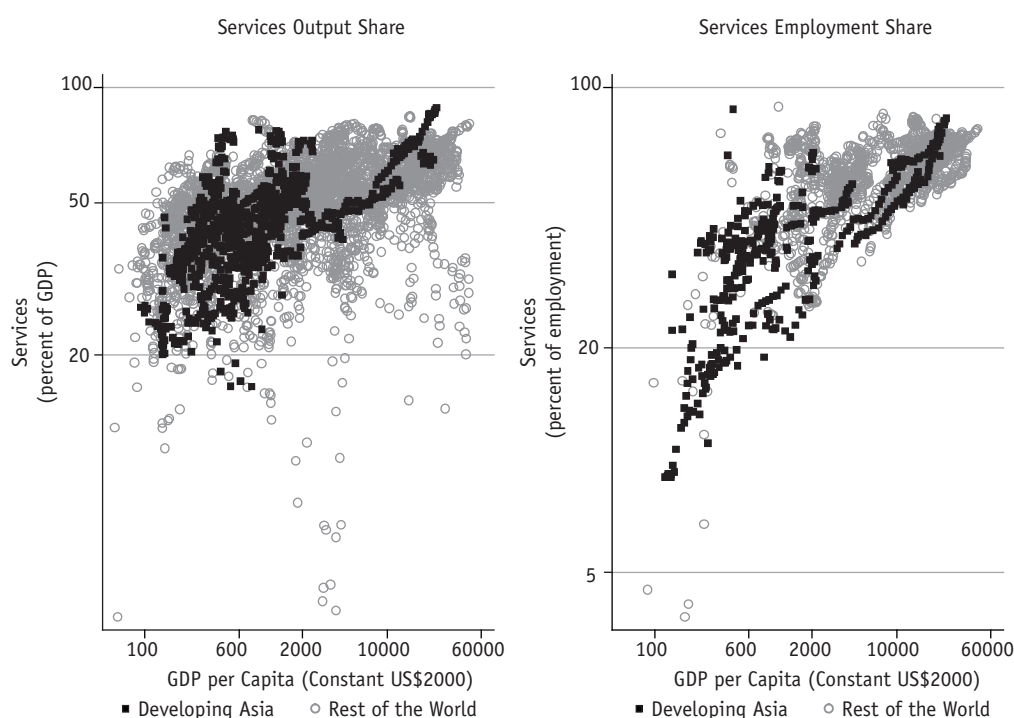 Services Output Share
100
50
20
Services
(percent of GDP)
100
600
2000
10000
60000
GDP per Capita (Constant US$2000)
Developing Asia
Rest of the World
Services Employment Share
100
20
5
Services
(percent of employment)
100
600
2000
10000
60000
GDP per Capita (Constant US$2000)
Developing Asia
Rest of the World